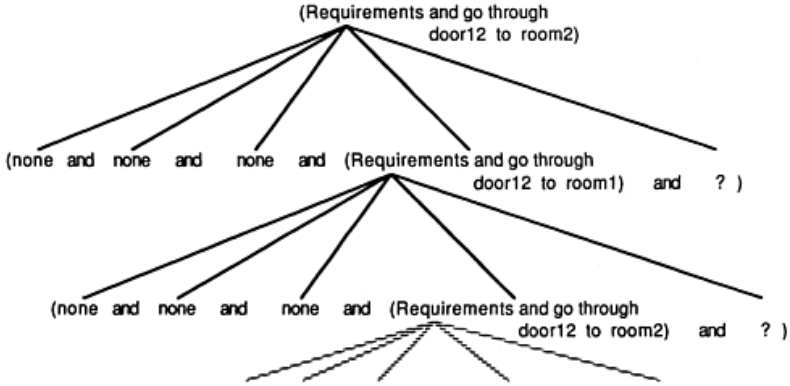 (Requirements and go through
door12 to room2)
(none and none and none and (Requirements and go through
door12 to room1) and ? )
(none and none and none and (Requirements and go through
door12 to room2) and ? )